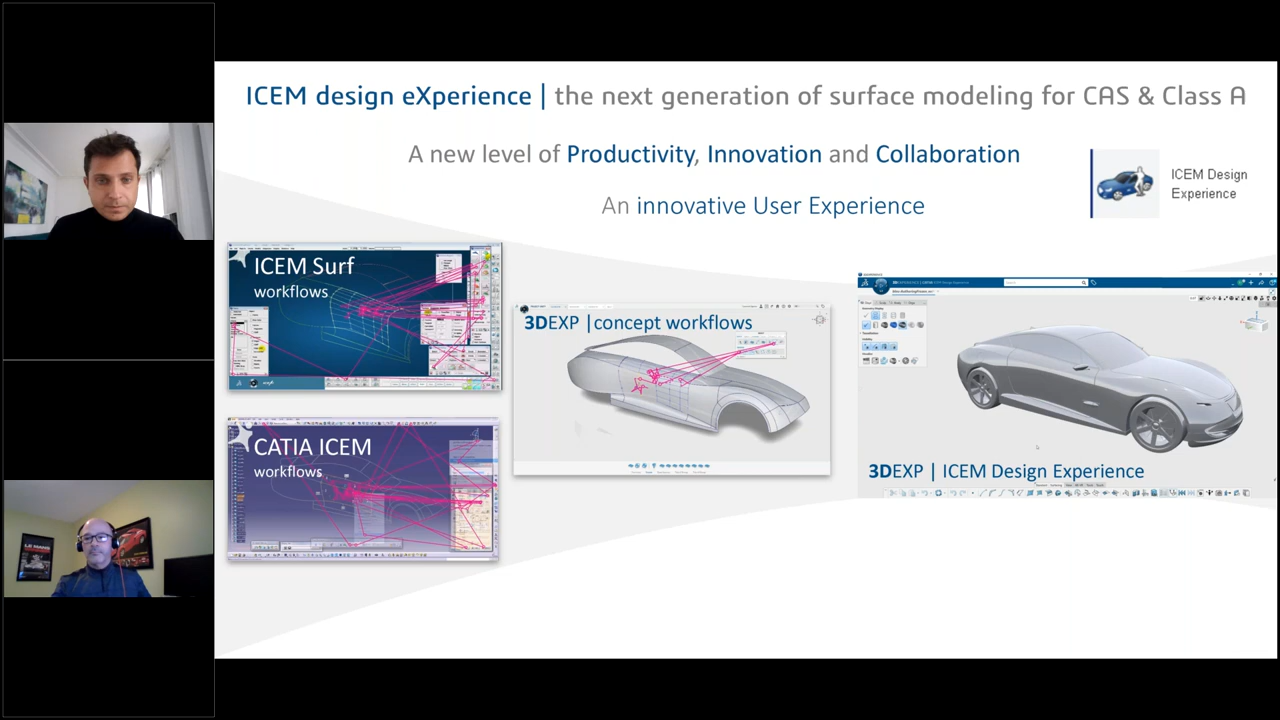 ICEM design eXperience | the next generation of surface modeling for CAS & Class A
A new level of Productivity, Innovation and Collaboration
An innovative User Experience
ICEM Design
Experience
ICEM Surf
workflows
3DEXP |concept workflows
CATIA ICEM
workflows
3DEXP | ICEM Design Experience
LE MANS